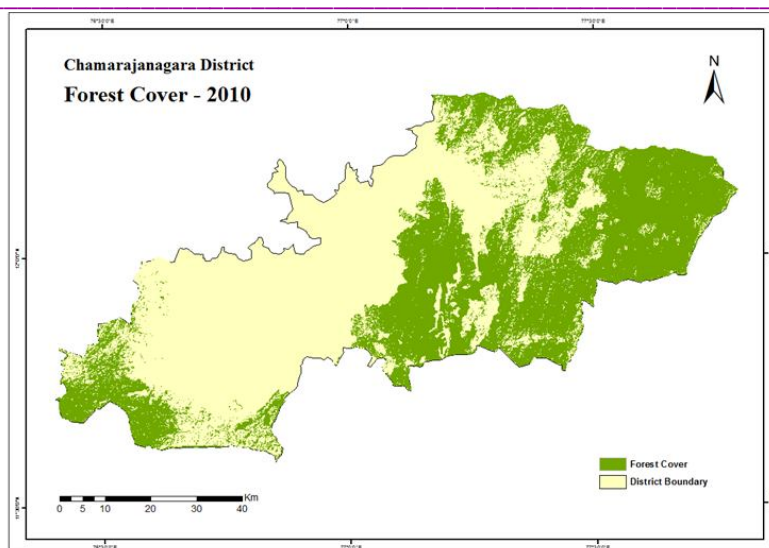 Chamarajanagara District
Forest Cover - 2010
N
Forest Cover
District Boundary
Km
0 5 10 20 30 40